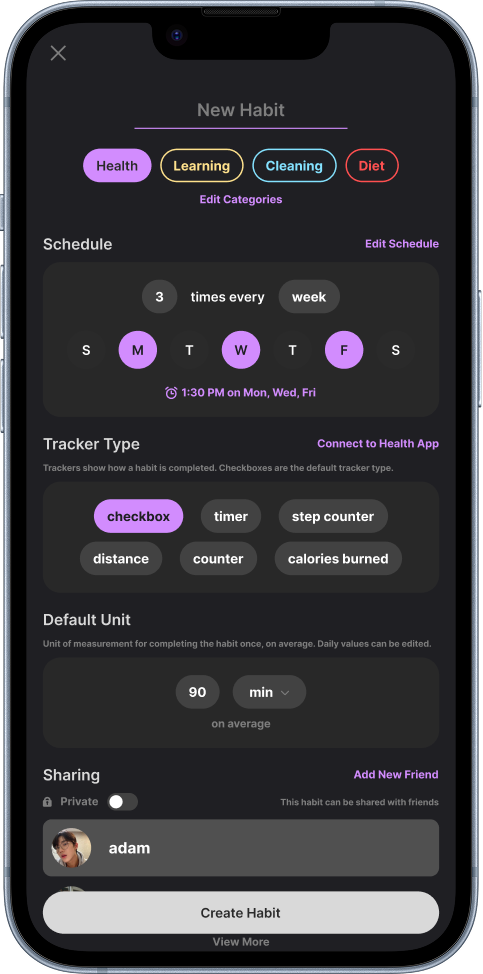 New Habit
Health Learning Cleaning Diet
Edit Categories
Schedule Edit Schedule
3 times every week
S M T W T F S
1:30 PM on Mon, Wed, Fri
Tracker Type Connect to Health App
Trackers show how a habit is completed. Checkboxes are the default tracker type.
checkbox timer step counter
distance counter calories burned
Default Unit
Unit of measurement for completing the habit once, on average. Daily values can be edited.
90 min
on average
Sharing Add New Friend
Private This habit can be shared with friends
adam
Create Habit
View More